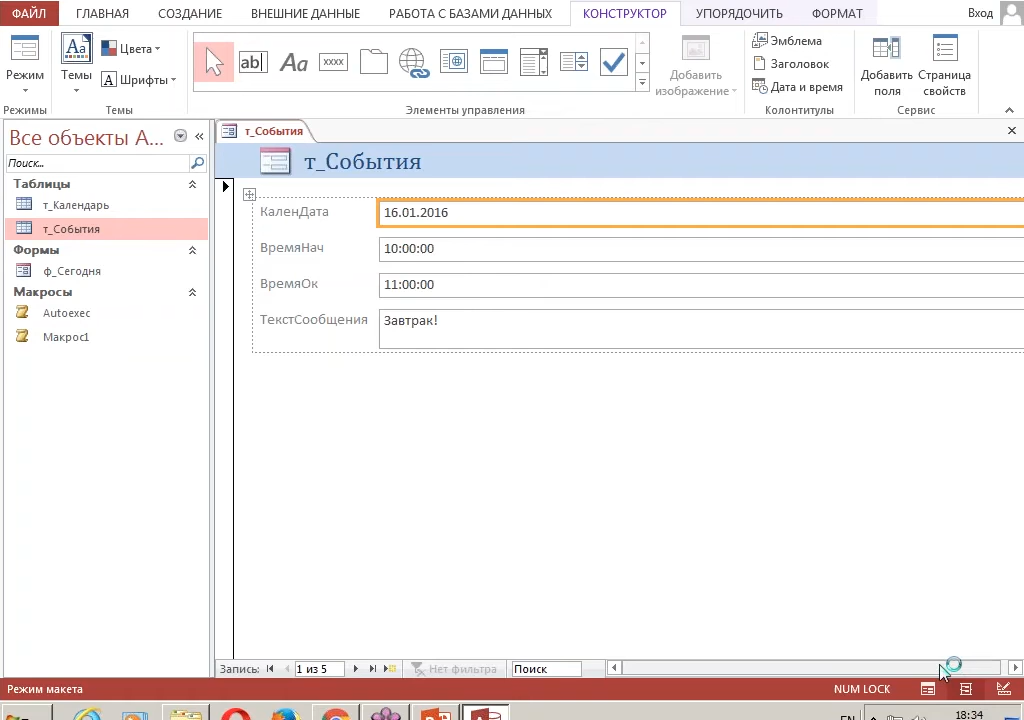 ФАЙЛ ГЛАВНАЯ СОЗДАНИЕ ВНЕШНИЕ ДАННЫЕ РАБОТА С БАЗАМИ ДАННЫХ КОНСТРУКТОР УПОРЯДОЧИТЬ ФОРМАТ Вход
Режим
Темы
Цвета
Шрифты
ab
Aa
xxxx
Добавить изображение
Эмблема
Заголовок
Дата и время
Добавить поля
Страница свойств
Режимы Темы Элементы управления Колонтитулы Сервис
Все объекты A...
Поиск...
Таблицы
т_Календарь
т_События
Формы
ф_Сегодня
Макросы
Autoexec
Макрос1
т_События
т_События
КаленДата 16.01.2016
ВремяНач 10:00:00
ВремяОк 11:00:00
ТекстСообщения Завтрак!
Запись: 1 из 5 Нет фильтра Поиск
Режим макета NUM LOCK
EN 18:34